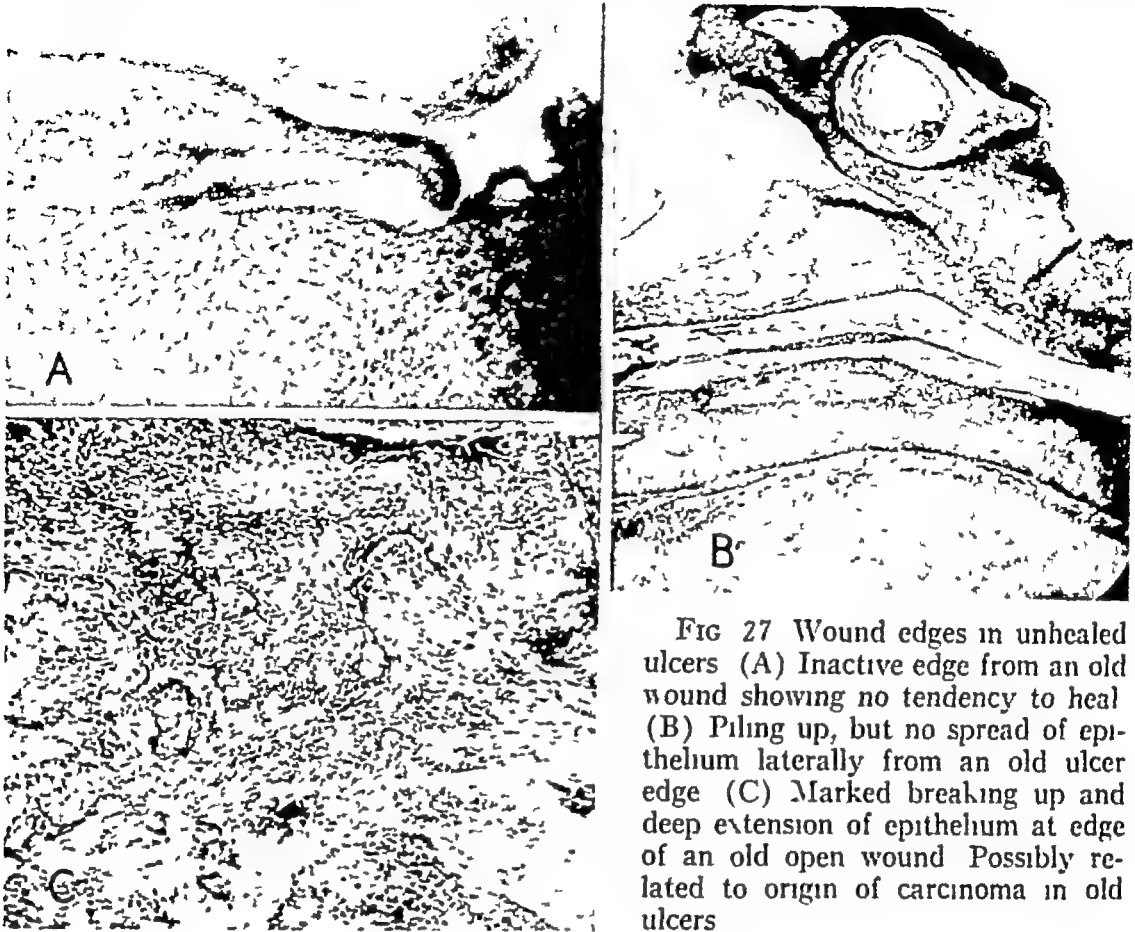 A
B
C
FIG 27 Wound edges in unhealed
ulcers (A) Inactive edge from an old
wound showing no tendency to heal
(B) Piling up, but no spread of epi-
thelium laterally from an old ulcer
edge (C) Marked breaking up and
deep extension of epithelium at edge
of an old open wound Possibly re-
lated to origin of carcinoma in old
ulcers